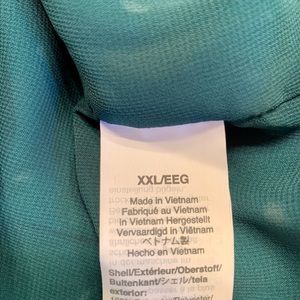 XXL/EEG
Made in Vietnam
Fabriqué au Vietnam
In Vietnam Hergestellt
Vervaardigd in Viêtnam
ベトナム製
Hecho en Vietnam
Shell/Extérieur/Oberstoff/
Buitenkant/シェル/tela
exterior: